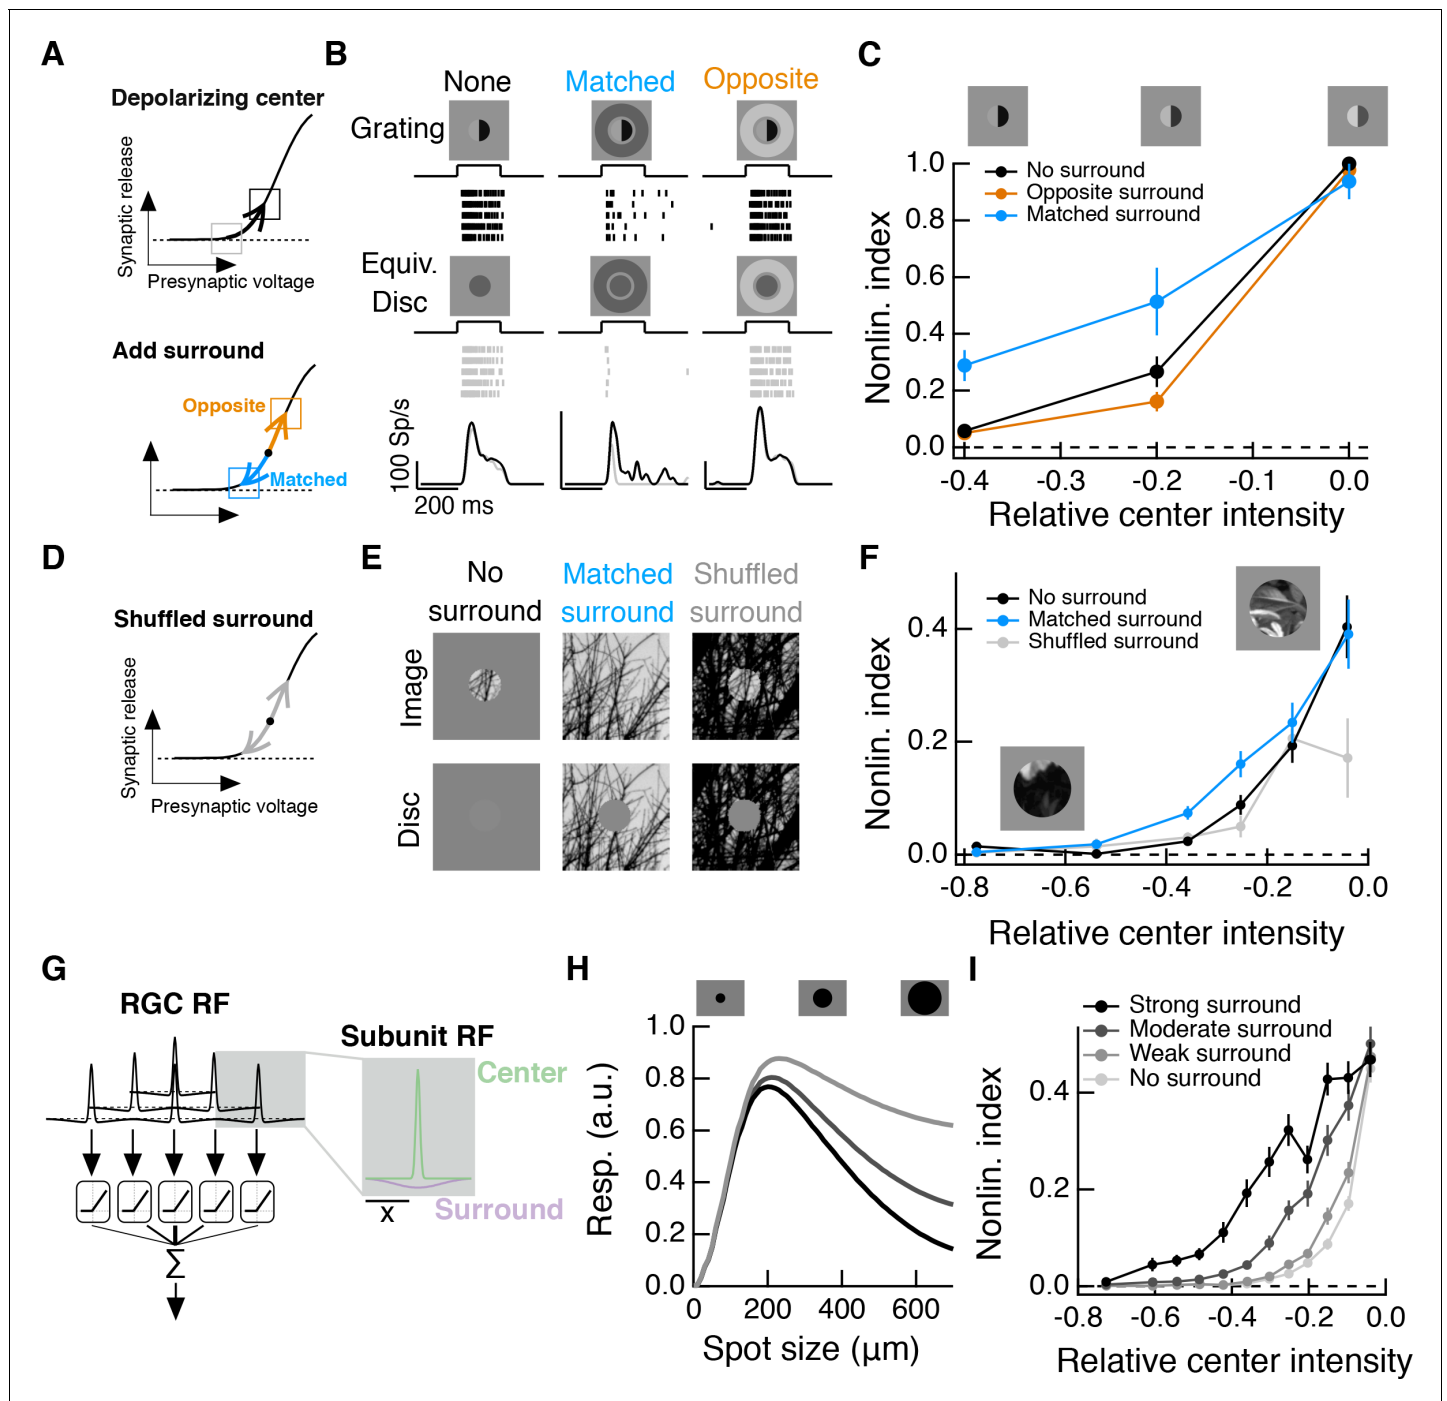 A
Depolarizing center
Synaptic release
Presynaptic voltage
Add surround
Opposite
Matched
B
None
Matched
Opposite
Grating
Equiv.
Disc
100 Sp/s
200 ms
C
No surround
Opposite surround
Matched surround
Nonlin. index
1.0
0.8
0.6
0.4
0.2
0.0
-0.4 -0.3 -0.2 -0.1 0.0
Relative center intensity
D
Shuffled surround
Synaptic release
Presynaptic voltage
E
No surround
Matched surround
Shuffled surround
Image
Disc
F
No surround
Matched surround
Shuffled surround
Nonlin. index
0.4
0.2
0.0
-0.8 -0.6 -0.4 -0.2 0.0
Relative center intensity
G
RGC RF
Subunit RF
Center
Surround
x
Σ
H
Resp. (a.u.)
1.0
0.8
0.6
0.4
0.2
0.0
0 200 400 600
Spot size (μm)
I
Strong surround
Moderate surround
Weak surround
No surround
Nonlin. index
0.4
0.2
0.0
-0.8 -0.6 -0.4 -0.2 0.0
Relative center intensity